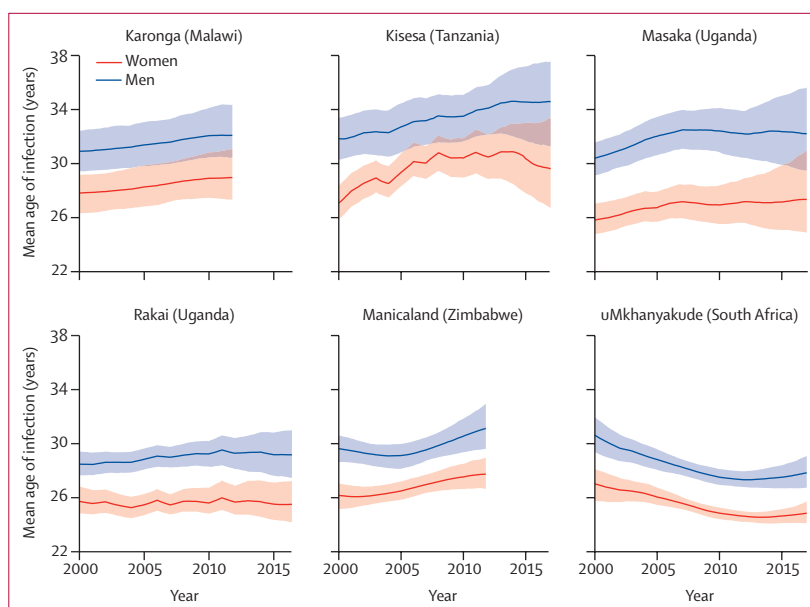 Karonga (Malawi)
Kisesa (Tanzania)
Masaka (Uganda)
Women
Men
Mean age of infection (years)
38
34
30
26
22
Rakai (Uganda)
Manicaland (Zimbabwe)
uMkhanyakude (South Africa)
Mean age of infection (years)
38
34
30
26
22
2000 2005 2010 2015
2000 2005 2010 2015
2000 2005 2010 2015
Year
Year
Year